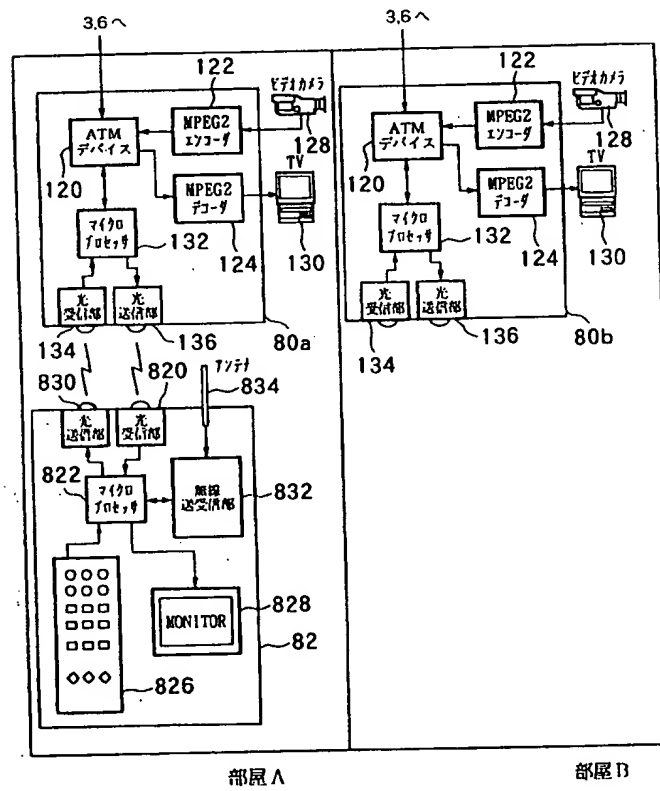 3,6へ
122
ビデオカメラ
ATM
デバイス
MPEG2
エンコーダ
128
120
TV
MPEG2
デコーダ
マイクロ
プロセッサ
132
124
130
光
受信部
光
送信部
134
136
80a
830
820
アンテナ
834
光
送信部
光
受信部
822
マイクロ
プロセッサ
無線
送受信部
832
MONITOR
828
82
826
部屋A
3,6へ
122
ビデオカメラ
ATM
デバイス
MPEG2
エンコーダ
128
120
TV
MPEG2
デコーダ
マイクロ
プロセッサ
132
124
130
光
受信部
光
送信部
134
136
80b
部屋B